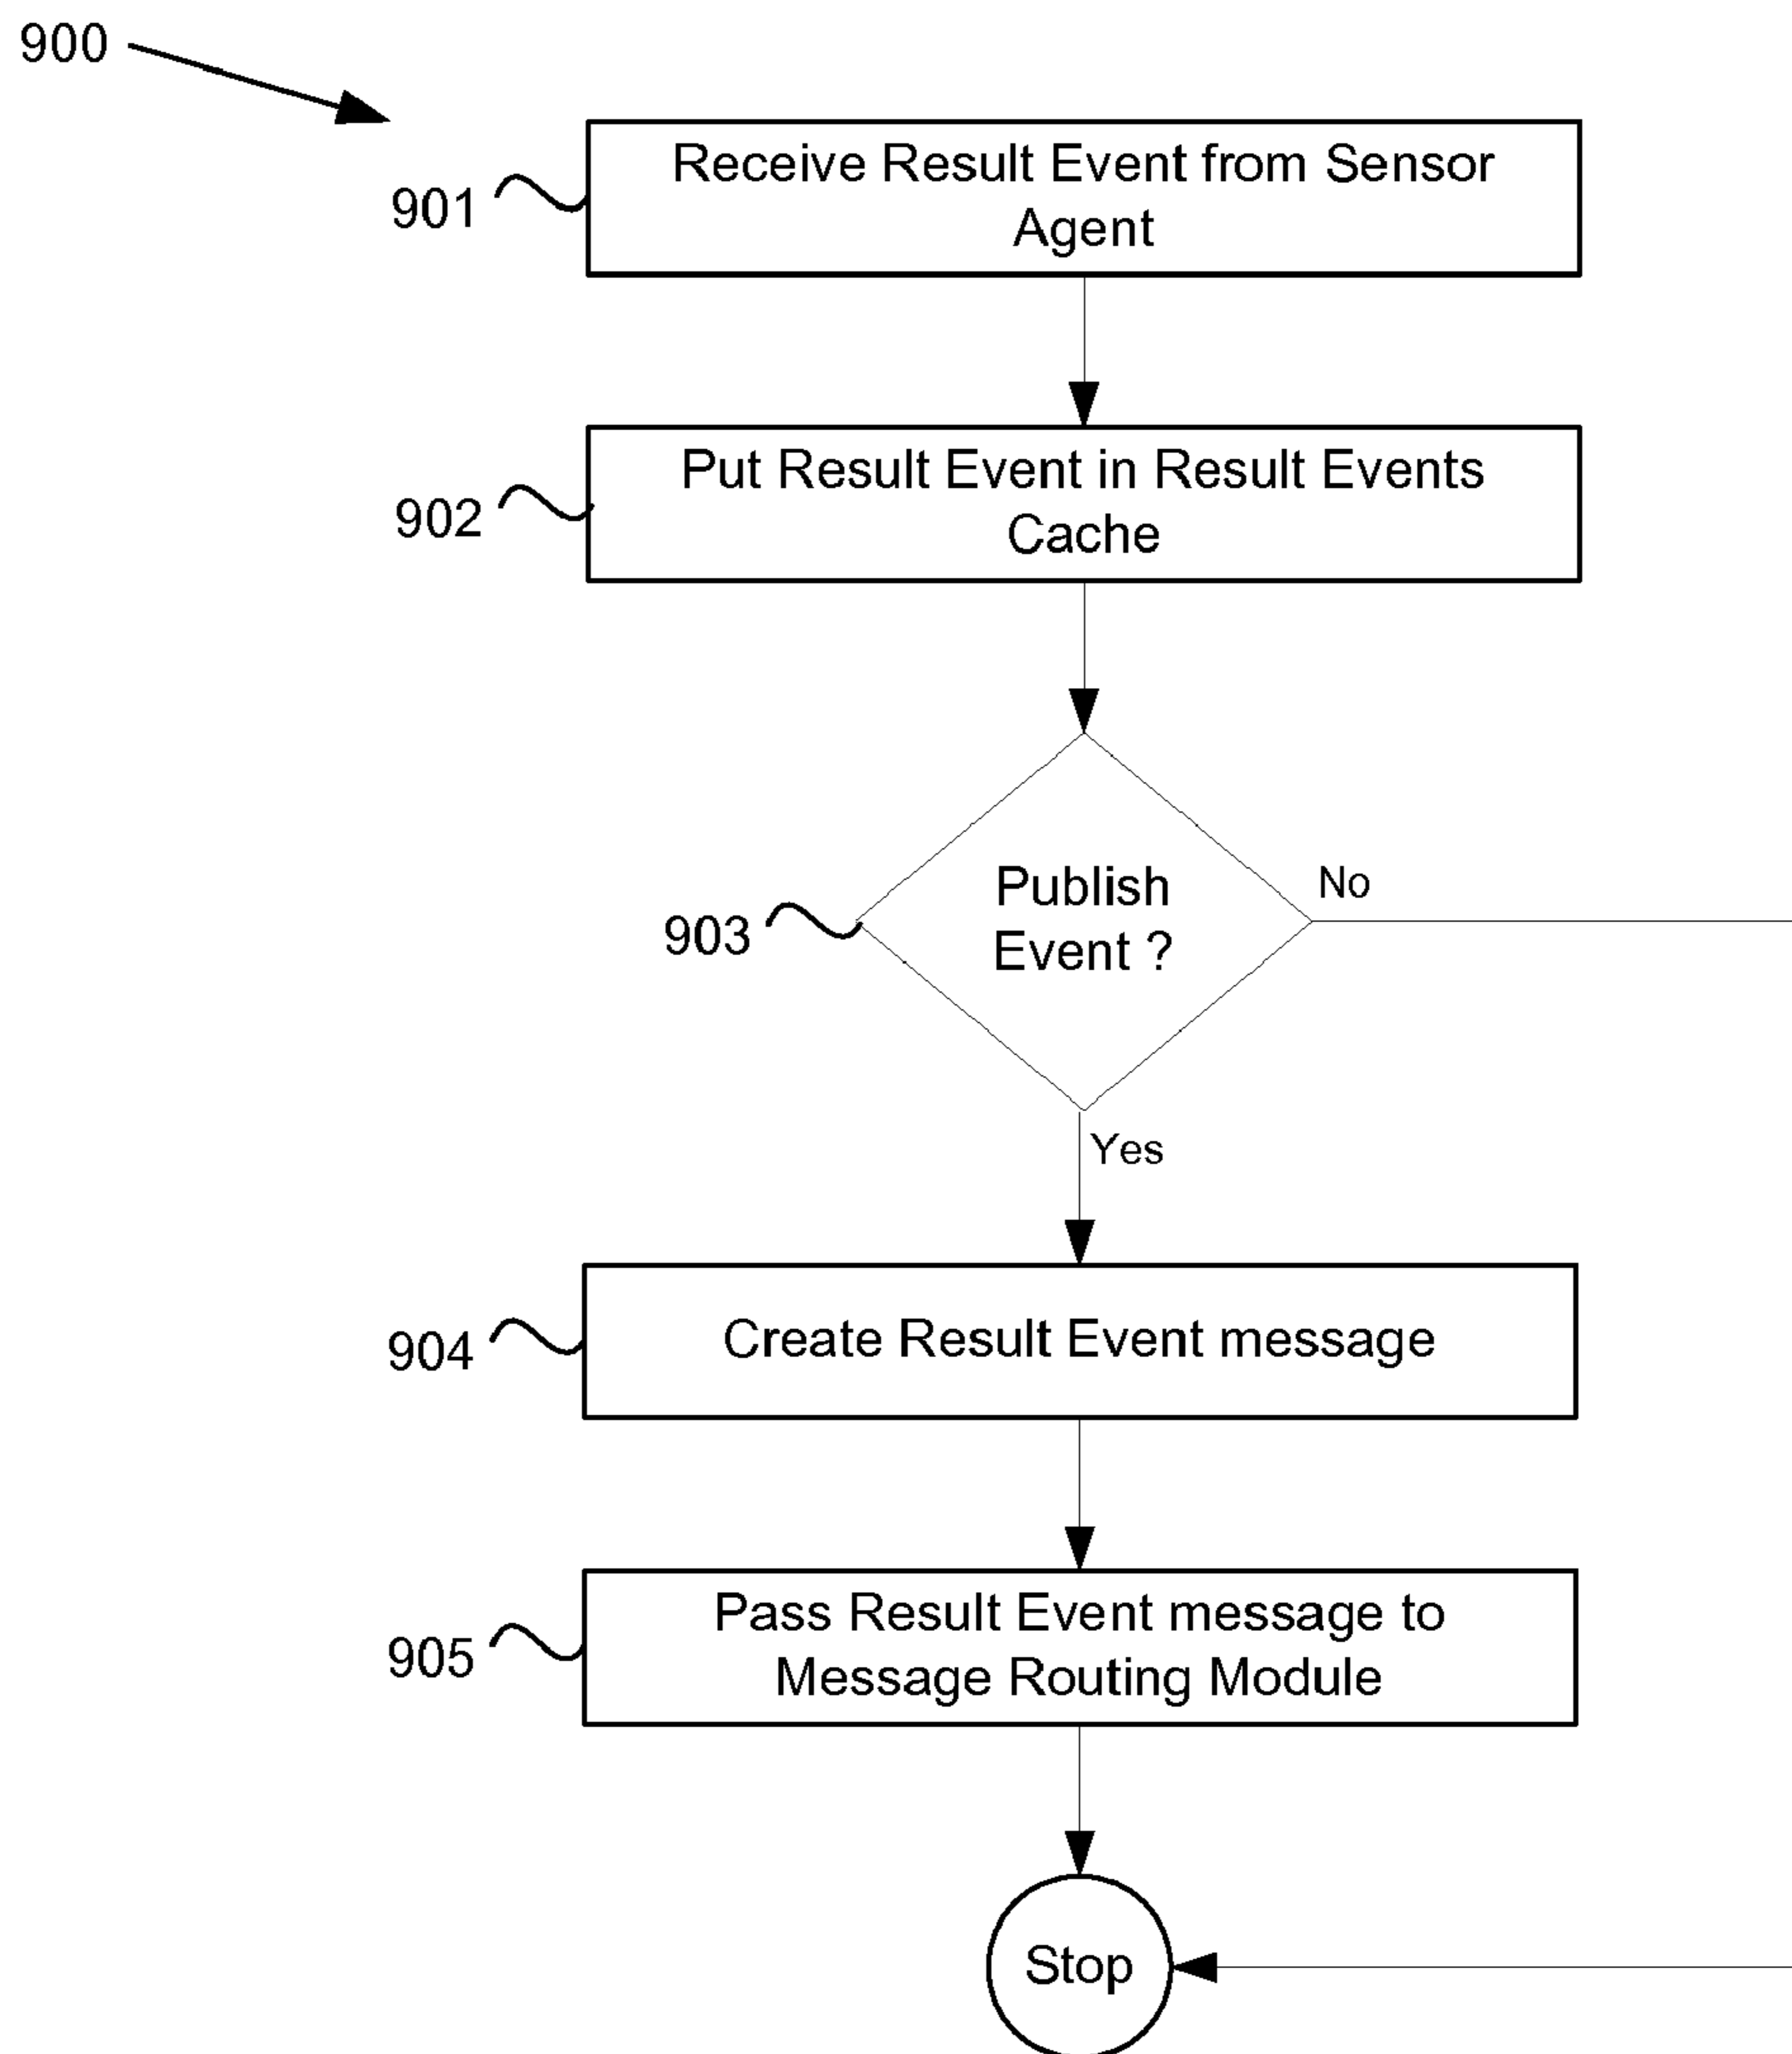 900
Receive Result Event from Sensor
Agent
901
Put Result Event in Result Events
Cache
902
Publish
Event ?
903
No
Yes
Create Result Event message
904
Pass Result Event message to
Message Routing Module
905
Stop